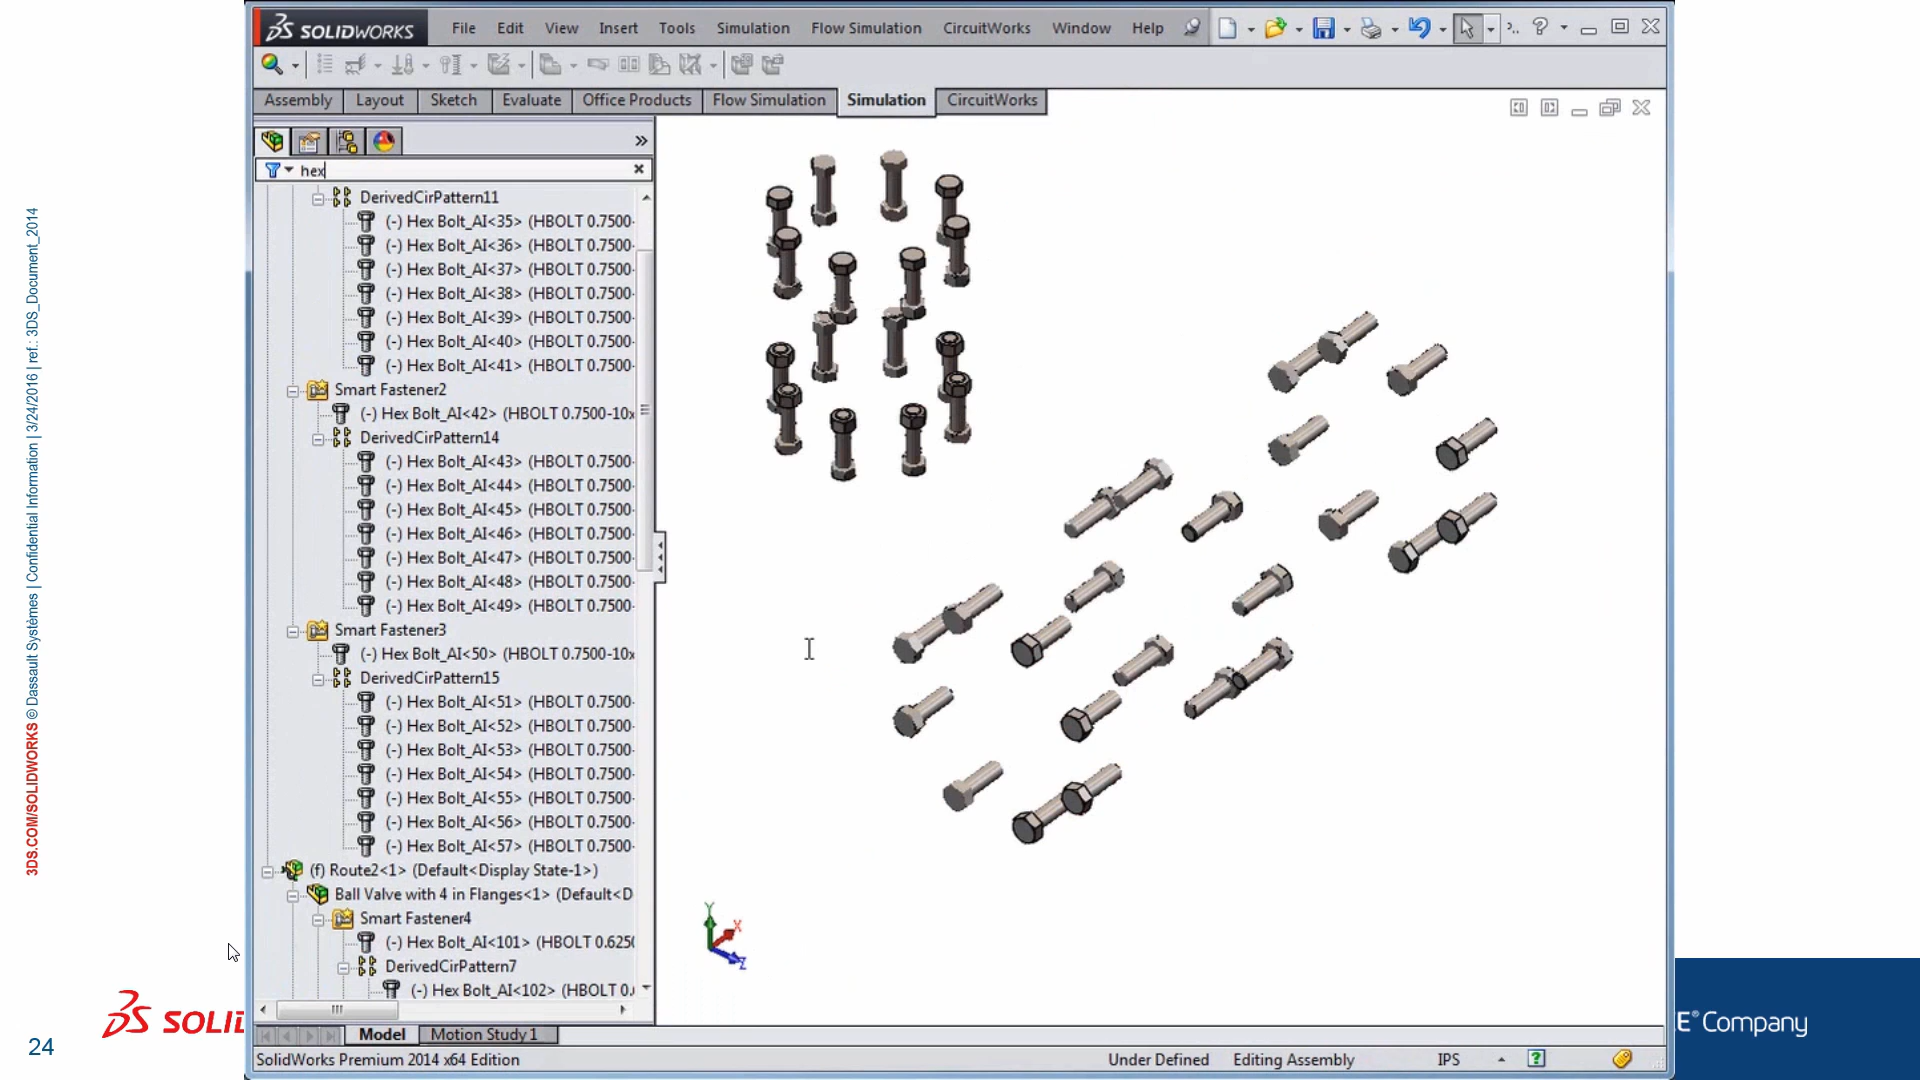 SOLIDWORKS
File Edit View Insert Tools Simulation Flow Simulation CircuitWorks Window Help
Assembly Layout Sketch Evaluate Office Products Flow Simulation Simulation CircuitWorks
hex
DerivedCirPattern11
(-) Hex Bolt_AI<35> (HBOLT 0.7500-
(-) Hex Bolt_AI<36> (HBOLT 0.7500-
(-) Hex Bolt_AI<37> (HBOLT 0.7500-
(-) Hex Bolt_AI<38> (HBOLT 0.7500-
(-) Hex Bolt_AI<39> (HBOLT 0.7500-
(-) Hex Bolt_AI<40> (HBOLT 0.7500-
(-) Hex Bolt_AI<41> (HBOLT 0.7500-
Smart Fastener2
(-) Hex Bolt_AI<42> (HBOLT 0.7500-10x
DerivedCirPattern14
(-) Hex Bolt_AI<43> (HBOLT 0.7500-
(-) Hex Bolt_AI<44> (HBOLT 0.7500-
(-) Hex Bolt_AI<45> (HBOLT 0.7500-
(-) Hex Bolt_AI<46> (HBOLT 0.7500-
(-) Hex Bolt_AI<47> (HBOLT 0.7500-
(-) Hex Bolt_AI<48> (HBOLT 0.7500-
(-) Hex Bolt_AI<49> (HBOLT 0.7500-
Smart Fastener3
(-) Hex Bolt_AI<50> (HBOLT 0.7500-10x
DerivedCirPattern15
(-) Hex Bolt_AI<51> (HBOLT 0.7500-
(-) Hex Bolt_AI<52> (HBOLT 0.7500-
(-) Hex Bolt_AI<53> (HBOLT 0.7500-
(-) Hex Bolt_AI<54> (HBOLT 0.7500-
(-) Hex Bolt_AI<55> (HBOLT 0.7500-
(-) Hex Bolt_AI<56> (HBOLT 0.7500-
(-) Hex Bolt_AI<57> (HBOLT 0.7500-
(f) Route2<1> (Default<Display State-1>)
Ball Valve with 4 in Flanges<1> (Default<D
Smart Fastener4
(-) Hex Bolt_AI<101> (HBOLT 0.625(
DerivedCirPattern7
(-) Hex Bolt_AI<102> (HBOLT 0.
Y X Z
Model Motion Study 1
SolidWorks Premium 2014 x64 Edition Under Defined Editing Assembly IPS
3DS.COM/SOLIDWORKS © Dassault Systèmes | Confidential Information | 3/24/2016 | ref.: 3DS_Document_2014
SOLI
E® Company
24